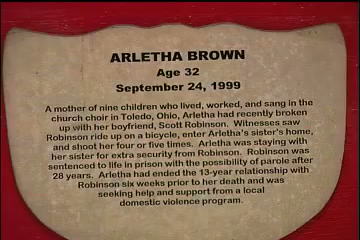 ARLETHA BROWN
Age 32
September 24, 1999
A mother of nine children who lived, worked, and sang in the
church choir in Toledo, Ohio, Arletha had recently broken
up with her boyfriend, Scott Robinson. Witnesses saw
Robinson ride up on a bicycle, enter Arletha's sister's home,
and shoot her four or five times. Arletha was staying with
her sister for extra security from Robinson. Robinson was
sentenced to life in prison with the possibility of parole after
28 years. Arletha had ended the 13-year relationship with
Robinson six weeks prior to her death and was
seeking help and support from a local
domestic violence program.